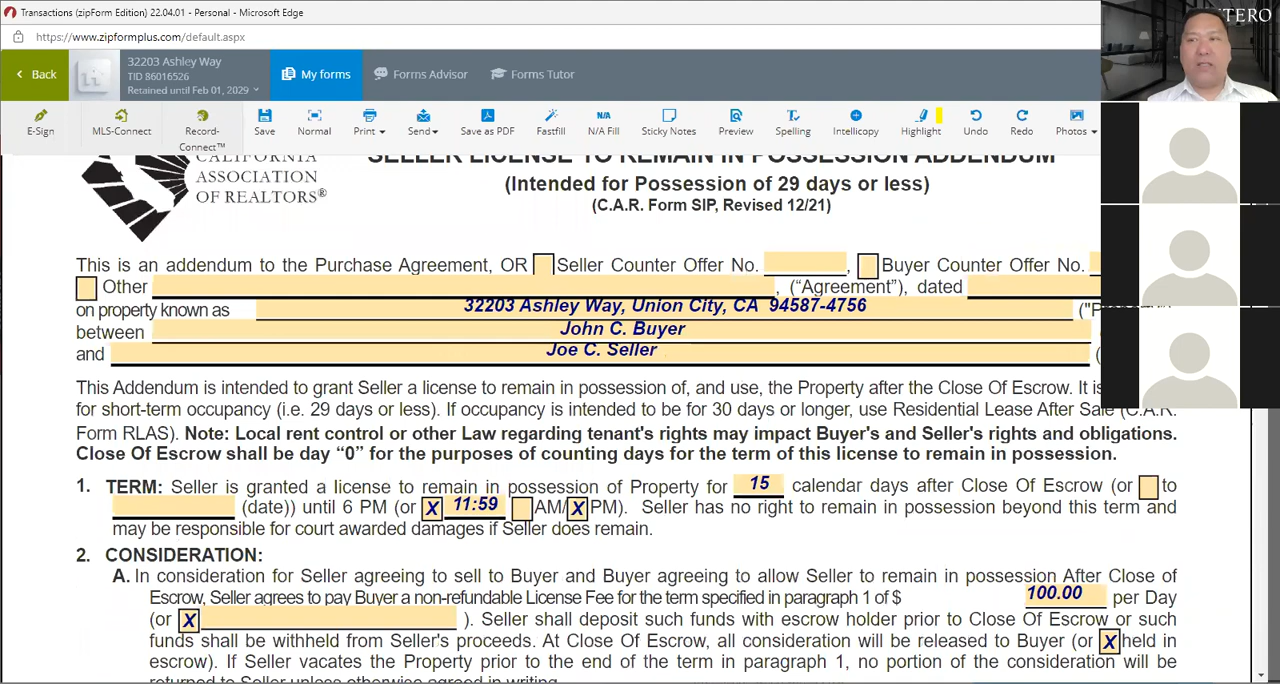 Transactions (zipForm Edition) 22.04.01 - Personal - Microsoft Edge
https://www.zipformplus.com/default.aspx
Back
32203 Ashley Way
TID 86016526
Retained until Feb 01, 2029
My forms
Forms Advisor
Forms Tutor
E-Sign
MLS-Connect
Record-Connect™
Save
Normal
Print
Send
Save as PDF
Fastfill
N/A
N/A Fill
Sticky Notes
Preview
Spelling
Intellicopy
Highlight
Undo
Redo
Photos
CALIFORNIA
ASSOCIATION
OF REALTORS®
SELLER LICENSE TO REMAIN IN POSSESSION ADDENDUM
(Intended for Possession of 29 days or less)
(C.A.R. Form SIP, Revised 12/21)
This is an addendum to the Purchase Agreement, OR Seller Counter Offer No. , Buyer Counter Offer No.
Other , ("Agreement"), dated
on property known as 32203 Ashley Way, Union City, CA 94587-4756
between John C. Buyer
and Joe C. Seller
This Addendum is intended to grant Seller a license to remain in possession of, and use, the Property after the Close Of Escrow. It is
for short-term occupancy (i.e. 29 days or less). If occupancy is intended to be for 30 days or longer, use Residential Lease After Sale (C.A.R.
Form RLAS). Note: Local rent control or other Law regarding tenant's rights may impact Buyer's and Seller's rights and obligations.
Close Of Escrow shall be day "0" for the purposes of counting days for the term of this license to remain in possession.
1. TERM: Seller is granted a license to remain in possession of Property for 15 calendar days after Close Of Escrow (or to
(date)) until 6 PM (or X 11:59 AM/ X PM). Seller has no right to remain in possession beyond this term and
may be responsible for court awarded damages if Seller does remain.
2. CONSIDERATION:
A. In consideration for Seller agreeing to sell to Buyer and Buyer agreeing to allow Seller to remain in possession After Close of
Escrow, Seller agrees to pay Buyer a non-refundable License Fee for the term specified in paragraph 1 of $ 100.00 per Day
(or X ). Seller shall deposit such funds with escrow holder prior to Close Of Escrow or such
funds shall be withheld from Seller's proceeds. At Close Of Escrow, all consideration will be released to Buyer (or X held in
escrow). If Seller vacates the Property prior to the end of the term in paragraph 1, no portion of the consideration will be
returned to Seller unless otherwise agreed in writing.